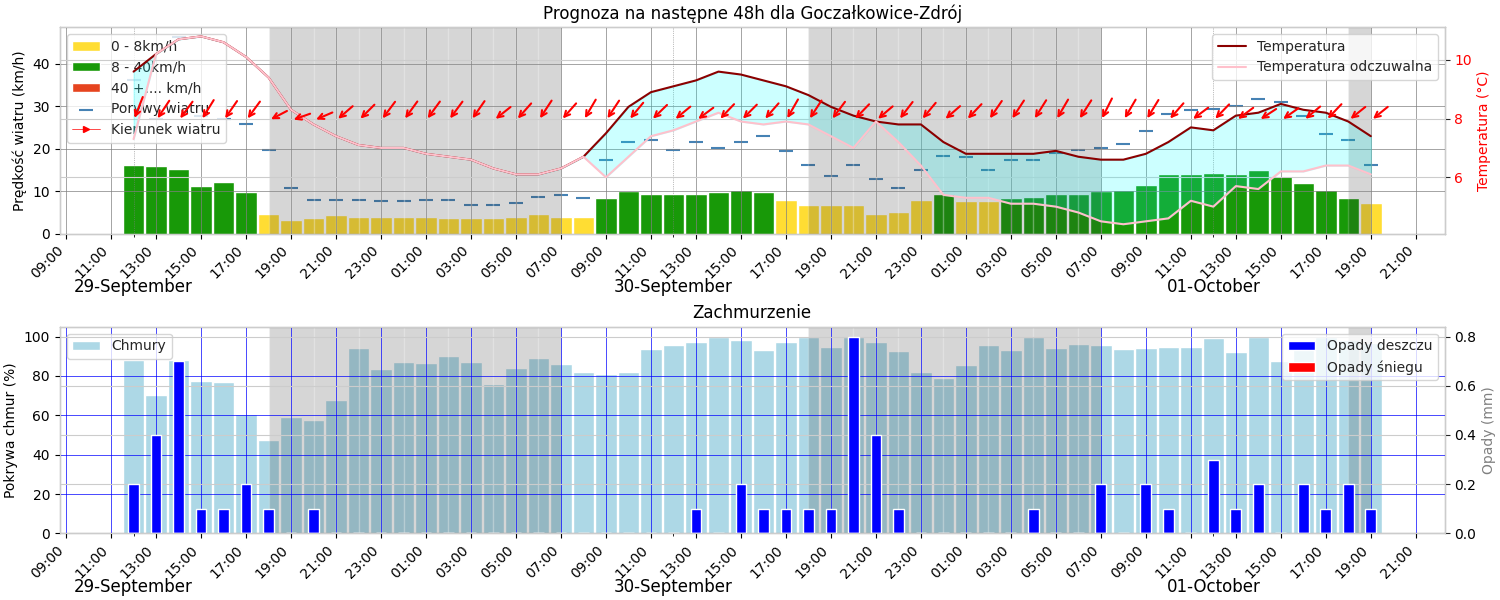 Prognoza na następne 48h dla Goczałkowice-Zdrój
Prędkość wiatru (km/h)
40
30
20
10
0
0 - 8km/h
8 - 40km/h
40 + ... km/h
Porywy wiatru
Kierunek wiatru
Temperatura
Temperatura odczuwalna
10
8
6
Temperatura (°C)
09:00 11:00 13:00 15:00 17:00 19:00 21:00 23:00 01:00 03:00 05:00 07:00 09:00 11:00 13:00 15:00 17:00 19:00 21:00 23:00 01:00 03:00 05:00 07:00 09:00 11:00 13:00 15:00 17:00 19:00 21:00
29-September 30-September 01-October
Zachmurzenie
Pokrywa chmur (%)
100
80
60
40
20
0
Chmury
Opady deszczu
Opady śniegu
0.8
0.6
0.4
0.2
0.0
Opady (mm)
09:00 11:00 13:00 15:00 17:00 19:00 21:00 23:00 01:00 03:00 05:00 07:00 09:00 11:00 13:00 15:00 17:00 19:00 21:00 23:00 01:00 03:00 05:00 07:00 09:00 11:00 13:00 15:00 17:00 19:00 21:00
29-September 30-September 01-October